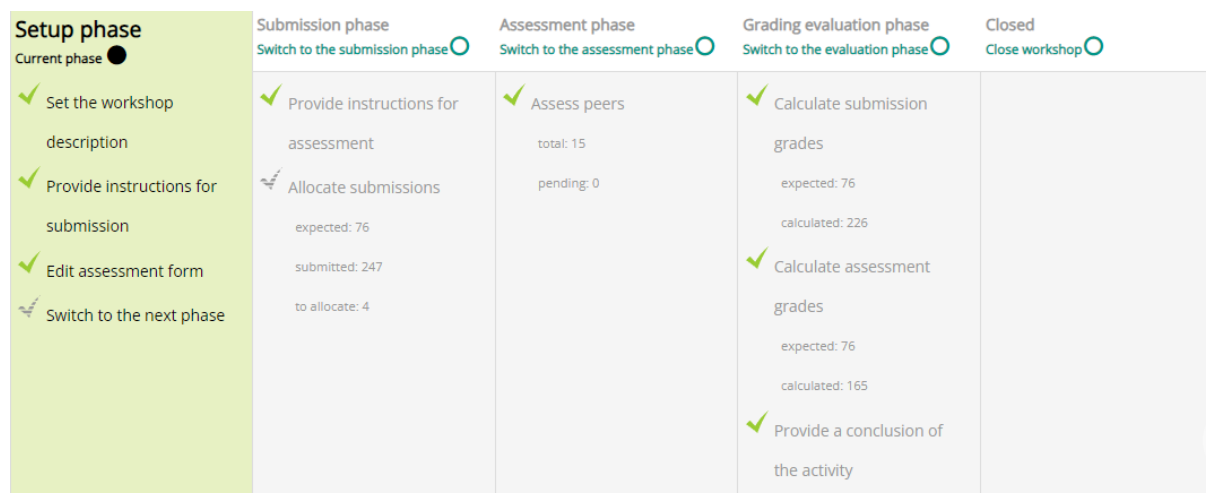 Setup phase
Current phase
Set the workshop
description
Provide instructions for
submission
Edit assessment form
Switch to the next phase
Submission phase
Switch to the submission phase
Provide instructions for
assessment
Allocate submissions
expected: 76
submitted: 247
to allocate: 4
Assessment phase
Switch to the assessment phase
Assess peers
total: 15
pending: 0
Grading evaluation phase
Switch to the evaluation phase
Calculate submission
grades
expected: 76
calculated: 226
Calculate assessment
grades
expected: 76
calculated: 165
Provide a conclusion of
the activity
Closed
Close workshop